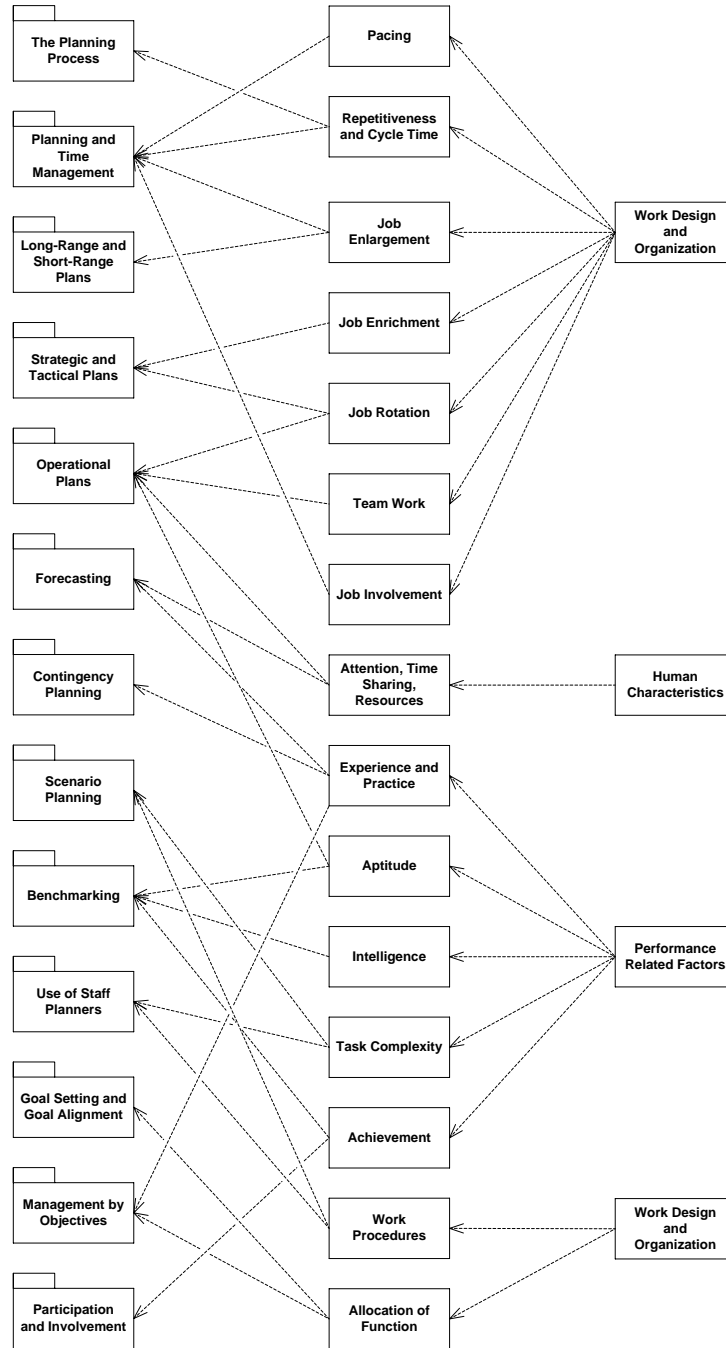 The Planning
Process
Planning and
Time
Management
Long-Range and
Short-Range
Plans
Strategic and
Tactical Plans
Operational
Plans
Forecasting
Contingency
Planning
Scenario
Planning
Benchmarking
Use of Staff
Planners
Goal Setting and
Goal Alignment
Management by
Objectives
Participation
and Involvement
Pacing
Repetitiveness
and Cycle Time
Job
Enlargement
Job Enrichment
Job Rotation
Team Work
Job Involvement
Attention, Time
Sharing,
Resources
Experience and
Practice
Aptitude
Intelligence
Task Complexity
Achievement
Work
Procedures
Allocation of
Function
Work Design
and
Organization
Human
Characteristics
Performance
Related Factors
Work Design
and
Organization